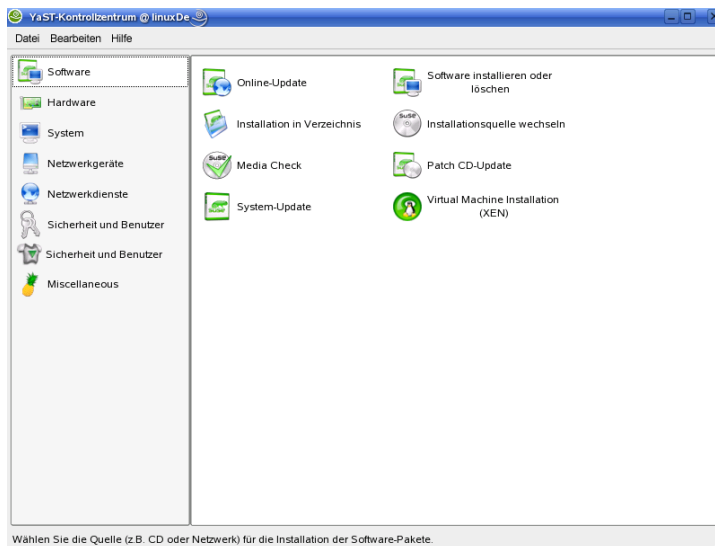 YaST-Kontrollzentrum @ linuxDe
Datei Bearbeiten Hilfe
Software
Hardware
System
Netzwerkgeräte
Netzwerkdienste
Sicherheit und Benutzer
Sicherheit und Benutzer
Miscellaneous
Online-Update
Software installieren oder
löschen
Installation in Verzeichnis
SuSE
Installationsquelle wechseln
SuSE
Media Check
Patch CD-Update
System-Update
Virtual Machine Installation
(XEN)
Wählen Sie die Quelle (z.B. CD oder Netzwerk) für die Installation der Software-Pakete.